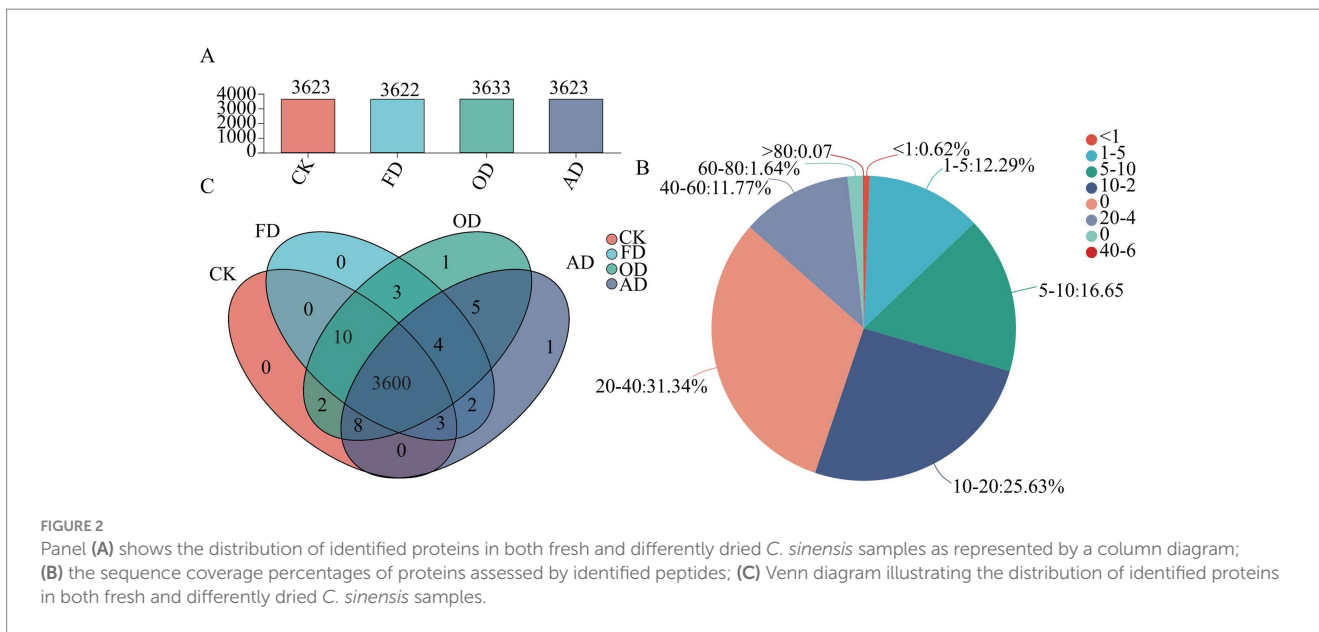 A
4000
3000
2000
1000
0
3623
3622
3633
3623
CK
FD
OD
AD
B
>80:0.07
<1:0.62%
60-80:1.64%
1-5:12.29%
40-60:11.77%
5-10:16.65
20-40:31.34%
10-20:25.63%
<1
1-5
5-10
10-2
0
20-4
0
40-6
C
FD
OD
CK
AD
CK
FD
OD
AD
0
1
0
3
5
0
10
4
1
3600
2
8
3
2
0
FIGURE 2
Panel (A) shows the distribution of identified proteins in both fresh and differently dried C. sinensis samples as represented by a column diagram;
(B) the sequence coverage percentages of proteins assessed by identified peptides; (C) Venn diagram illustrating the distribution of identified proteins
in both fresh and differently dried C. sinensis samples.